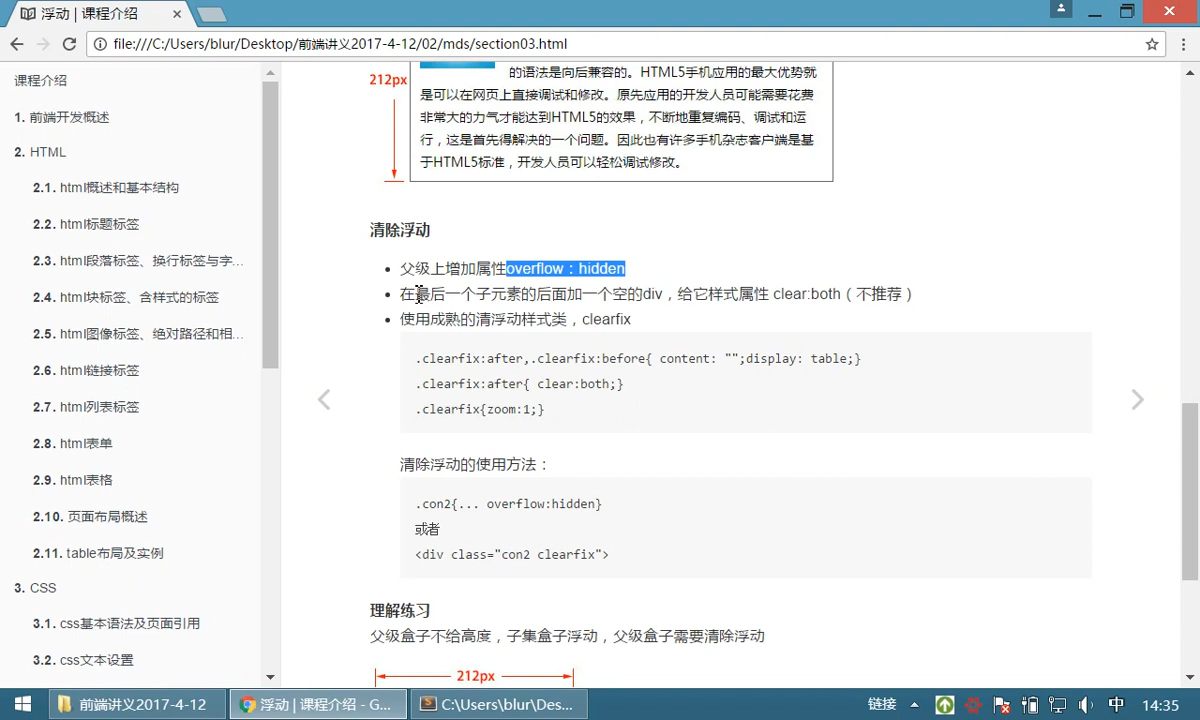 浮动 | 课程介绍
file:///C:/Users/blur/Desktop/前端讲义2017-4-12/02/mds/section03.html
课程介绍
1. 前端开发概述
2. HTML
2.1. html概述和基本结构
2.2. html标题标签
2.3. html段落标签、换行标签与字...
2.4. html块标签、含样式的标签
2.5. html图像标签、绝对路径和相...
2.6. html链接标签
2.7. html列表标签
2.8. html表单
2.9. html表格
2.10. 页面布局概述
2.11. table布局及实例
3. CSS
3.1. css基本语法及页面引用
3.2. css文本设置
212px
的语法是向后兼容的。HTML5手机应用的最大优势就
是可以在网页上直接调试和修改。原先应用的开发人员可能需要花费
非常大的力气才能达到HTML5的效果，不断地重复编码、调试和运
行，这是首先得解决的一个问题。因此也有许多手机杂志客户端是基
于HTML5标准，开发人员可以轻松调试修改。
清除浮动
• 父级上增加属性overflow：hidden
• 在最后一个子元素的后面加一个空的div，给它样式属性 clear:both（不推荐）
• 使用成熟的清浮动样式类，clearfix
.clearfix:after,.clearfix:before{ content: "";display: table;}
.clearfix:after{ clear:both;}
.clearfix{zoom:1;}
清除浮动的使用方法：
.con2{... overflow:hidden}
或者
<div class="con2 clearfix">
理解练习
父级盒子不给高度，子集盒子浮动，父级盒子需要清除浮动
212px
前端讲义2017-4-12
浮动 | 课程介绍 - G...
C:\Users\blur\Des...
链接
中
14:35